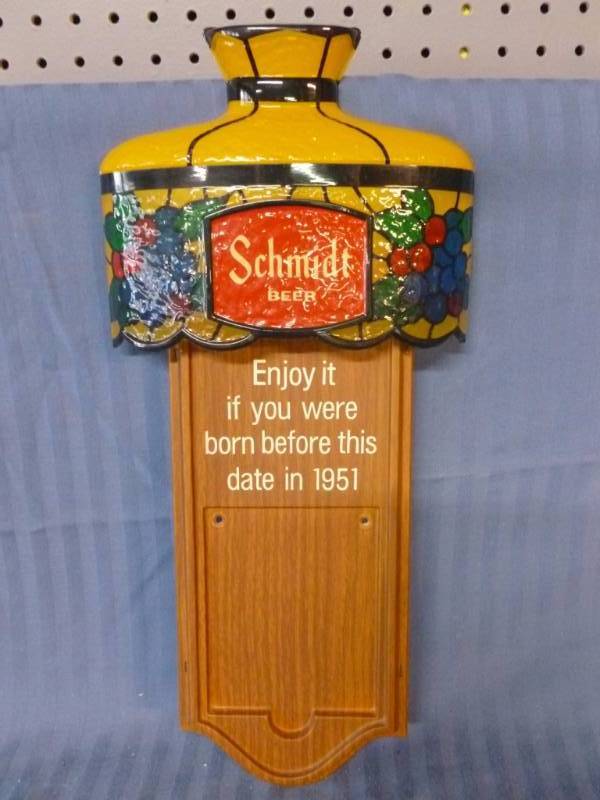 Schmidt
BEER
Enjoy it
if you were
born before this
date in 1951